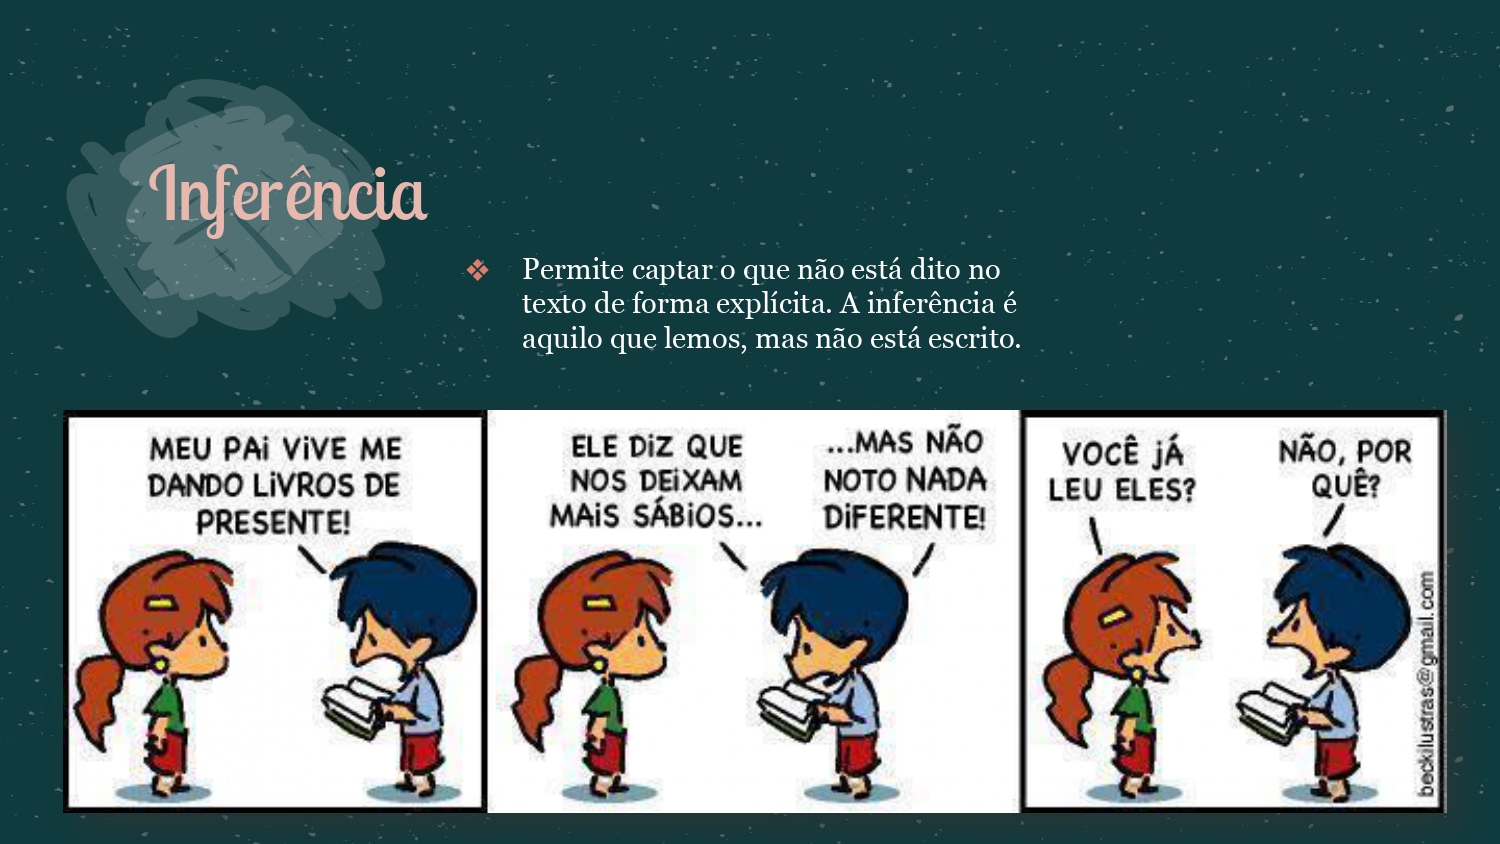 Inferência
❖ Permite captar o que não está dito no
texto de forma explícita. A inferência é
aquilo que lemos, mas não está escrito.
MEU PAi ViVE ME
DANDO LiVROS DE
PRESENTE!
ELE DiZ QUE
NOS DEiXAM
MAiS SÁBiOS...
...MAS NÃO
NOTO NADA
DiFERENTE!
VOCÊ jÁ
LEU ELES?
NÃO, POR
QUÊ?
beckilustras@gmail.com